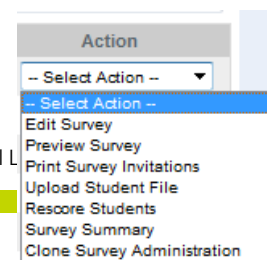 Action
-- Select Action --
-- Select Action --
Edit Survey
Preview Survey
Print Survey Invitations
Upload Student File
Rescore Students
Survey Summary
Clone Survey Administration